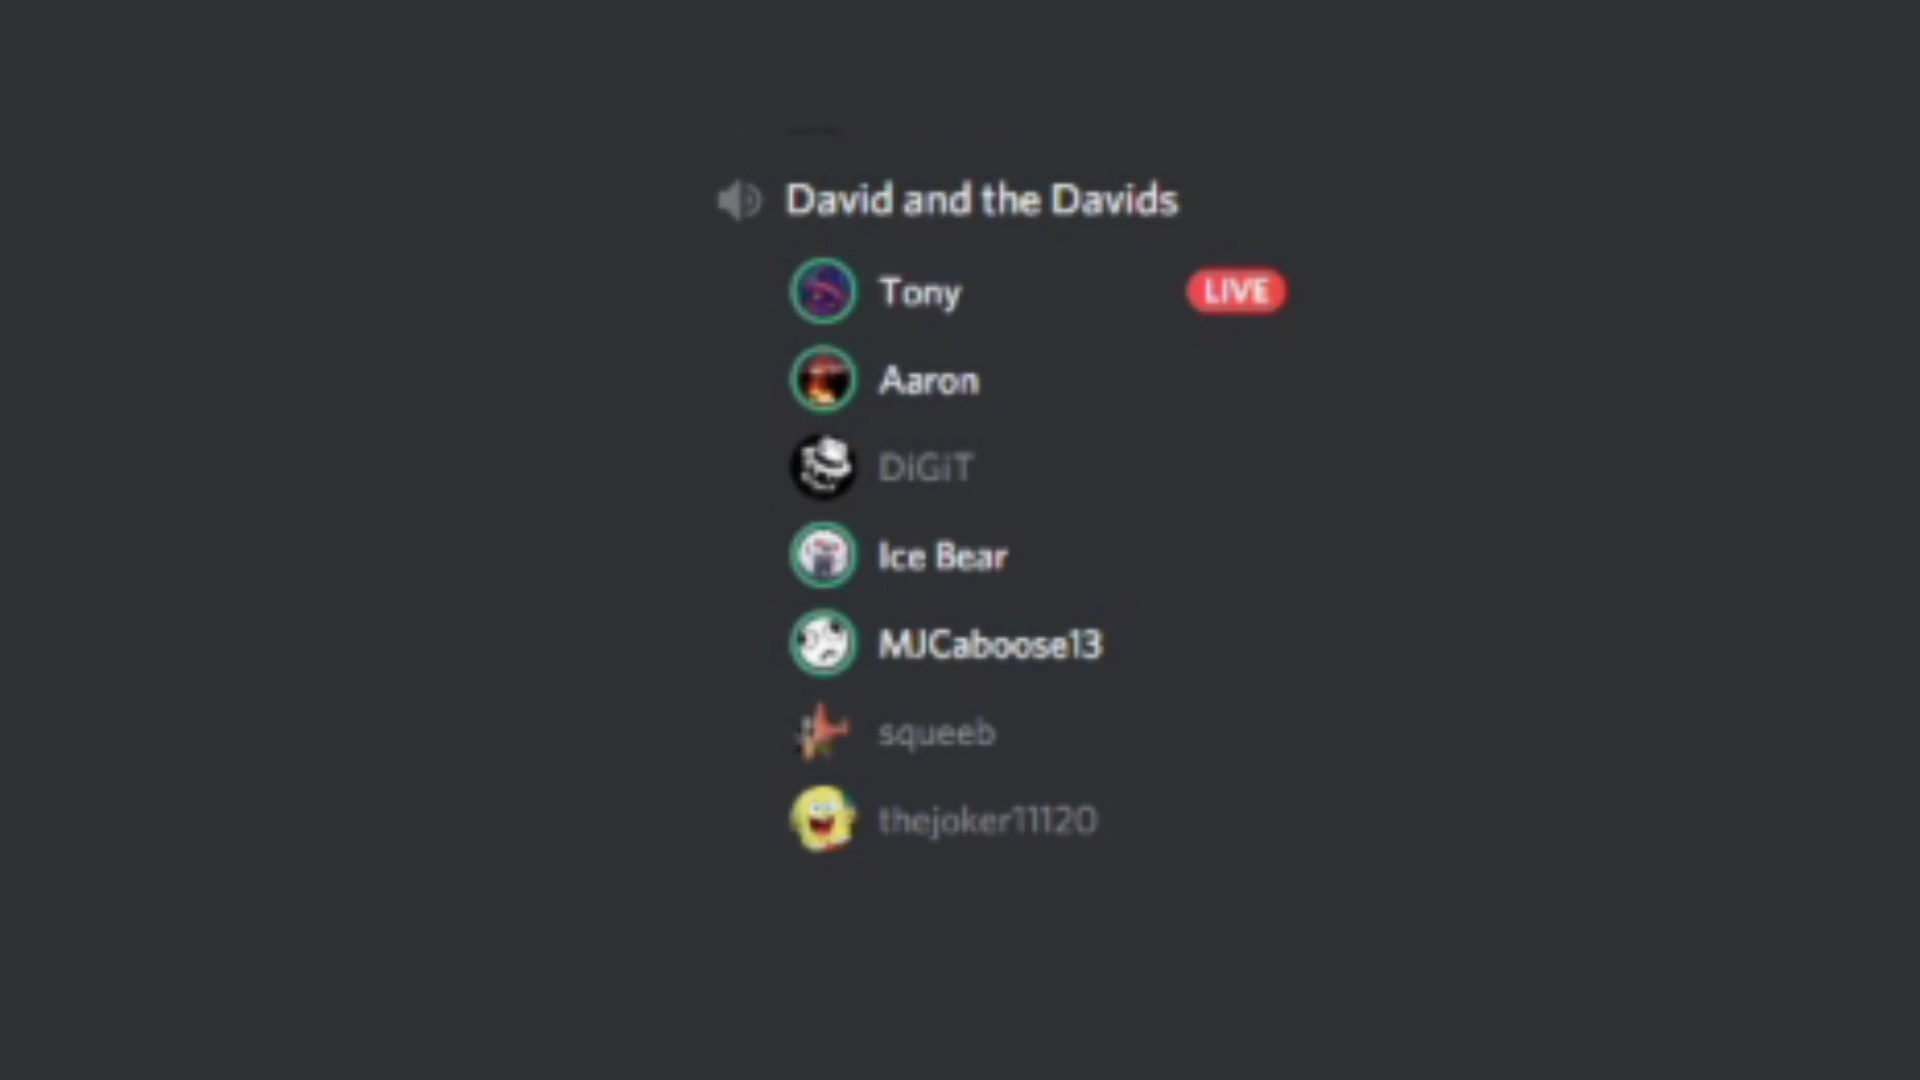 David and the Davids
Tony LIVE
Aaron
DiGiT
Ice Bear
MJCaboose13
squeeb
thejoker11120